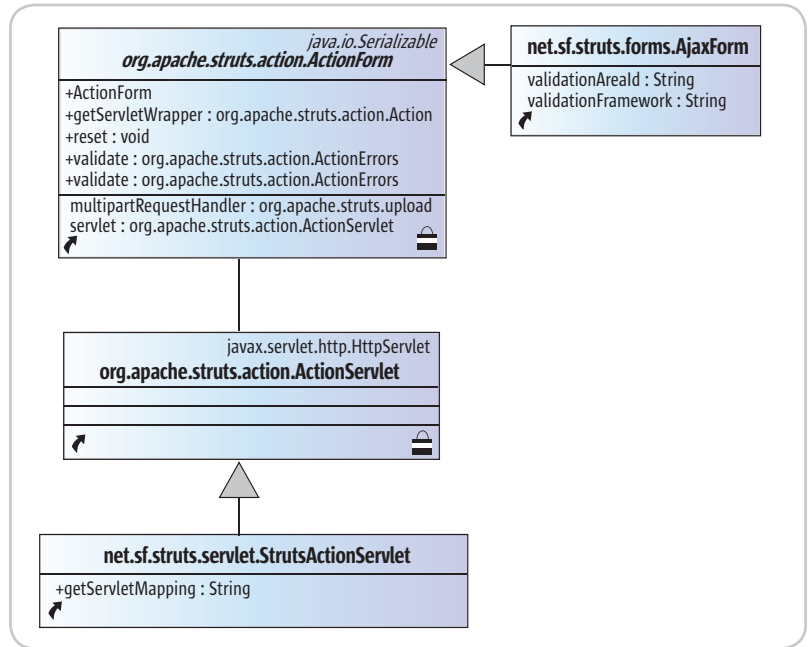 java.io.Serializable
org.apache.struts.action.ActionForm
+ActionForm
+getServletWrapper : org.apache.struts.action.Action
+reset : void
+validate : org.apache.struts.action.ActionErrors
+validate : org.apache.struts.action.ActionErrors
multipartRequestHandler : org.apache.struts.upload
servlet : org.apache.struts.action.ActionServlet
net.sf.struts.forms.AjaxForm
validationAreaId : String
validationFramework : String
javax.servlet.http.HttpServlet
org.apache.struts.action.ActionServlet
net.sf.struts.servlet.StrutsActionServlet
+getServletMapping : String